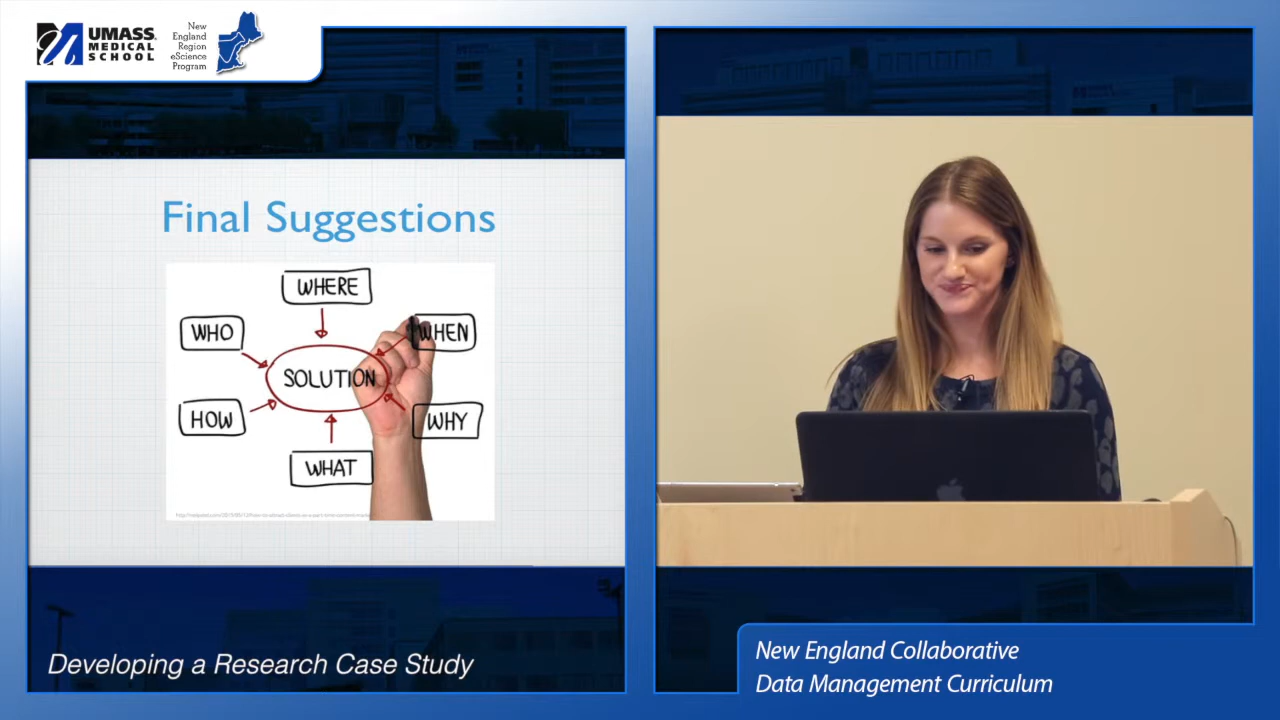 UMASS
MEDICAL
SCHOOL
New
England
Region
eScience
Program
Final Suggestions
WHERE
WHO
WHEN
SOLUTION
HOW
WHY
WHAT
Developing a Research Case Study
New England Collaborative
Data Management Curriculum